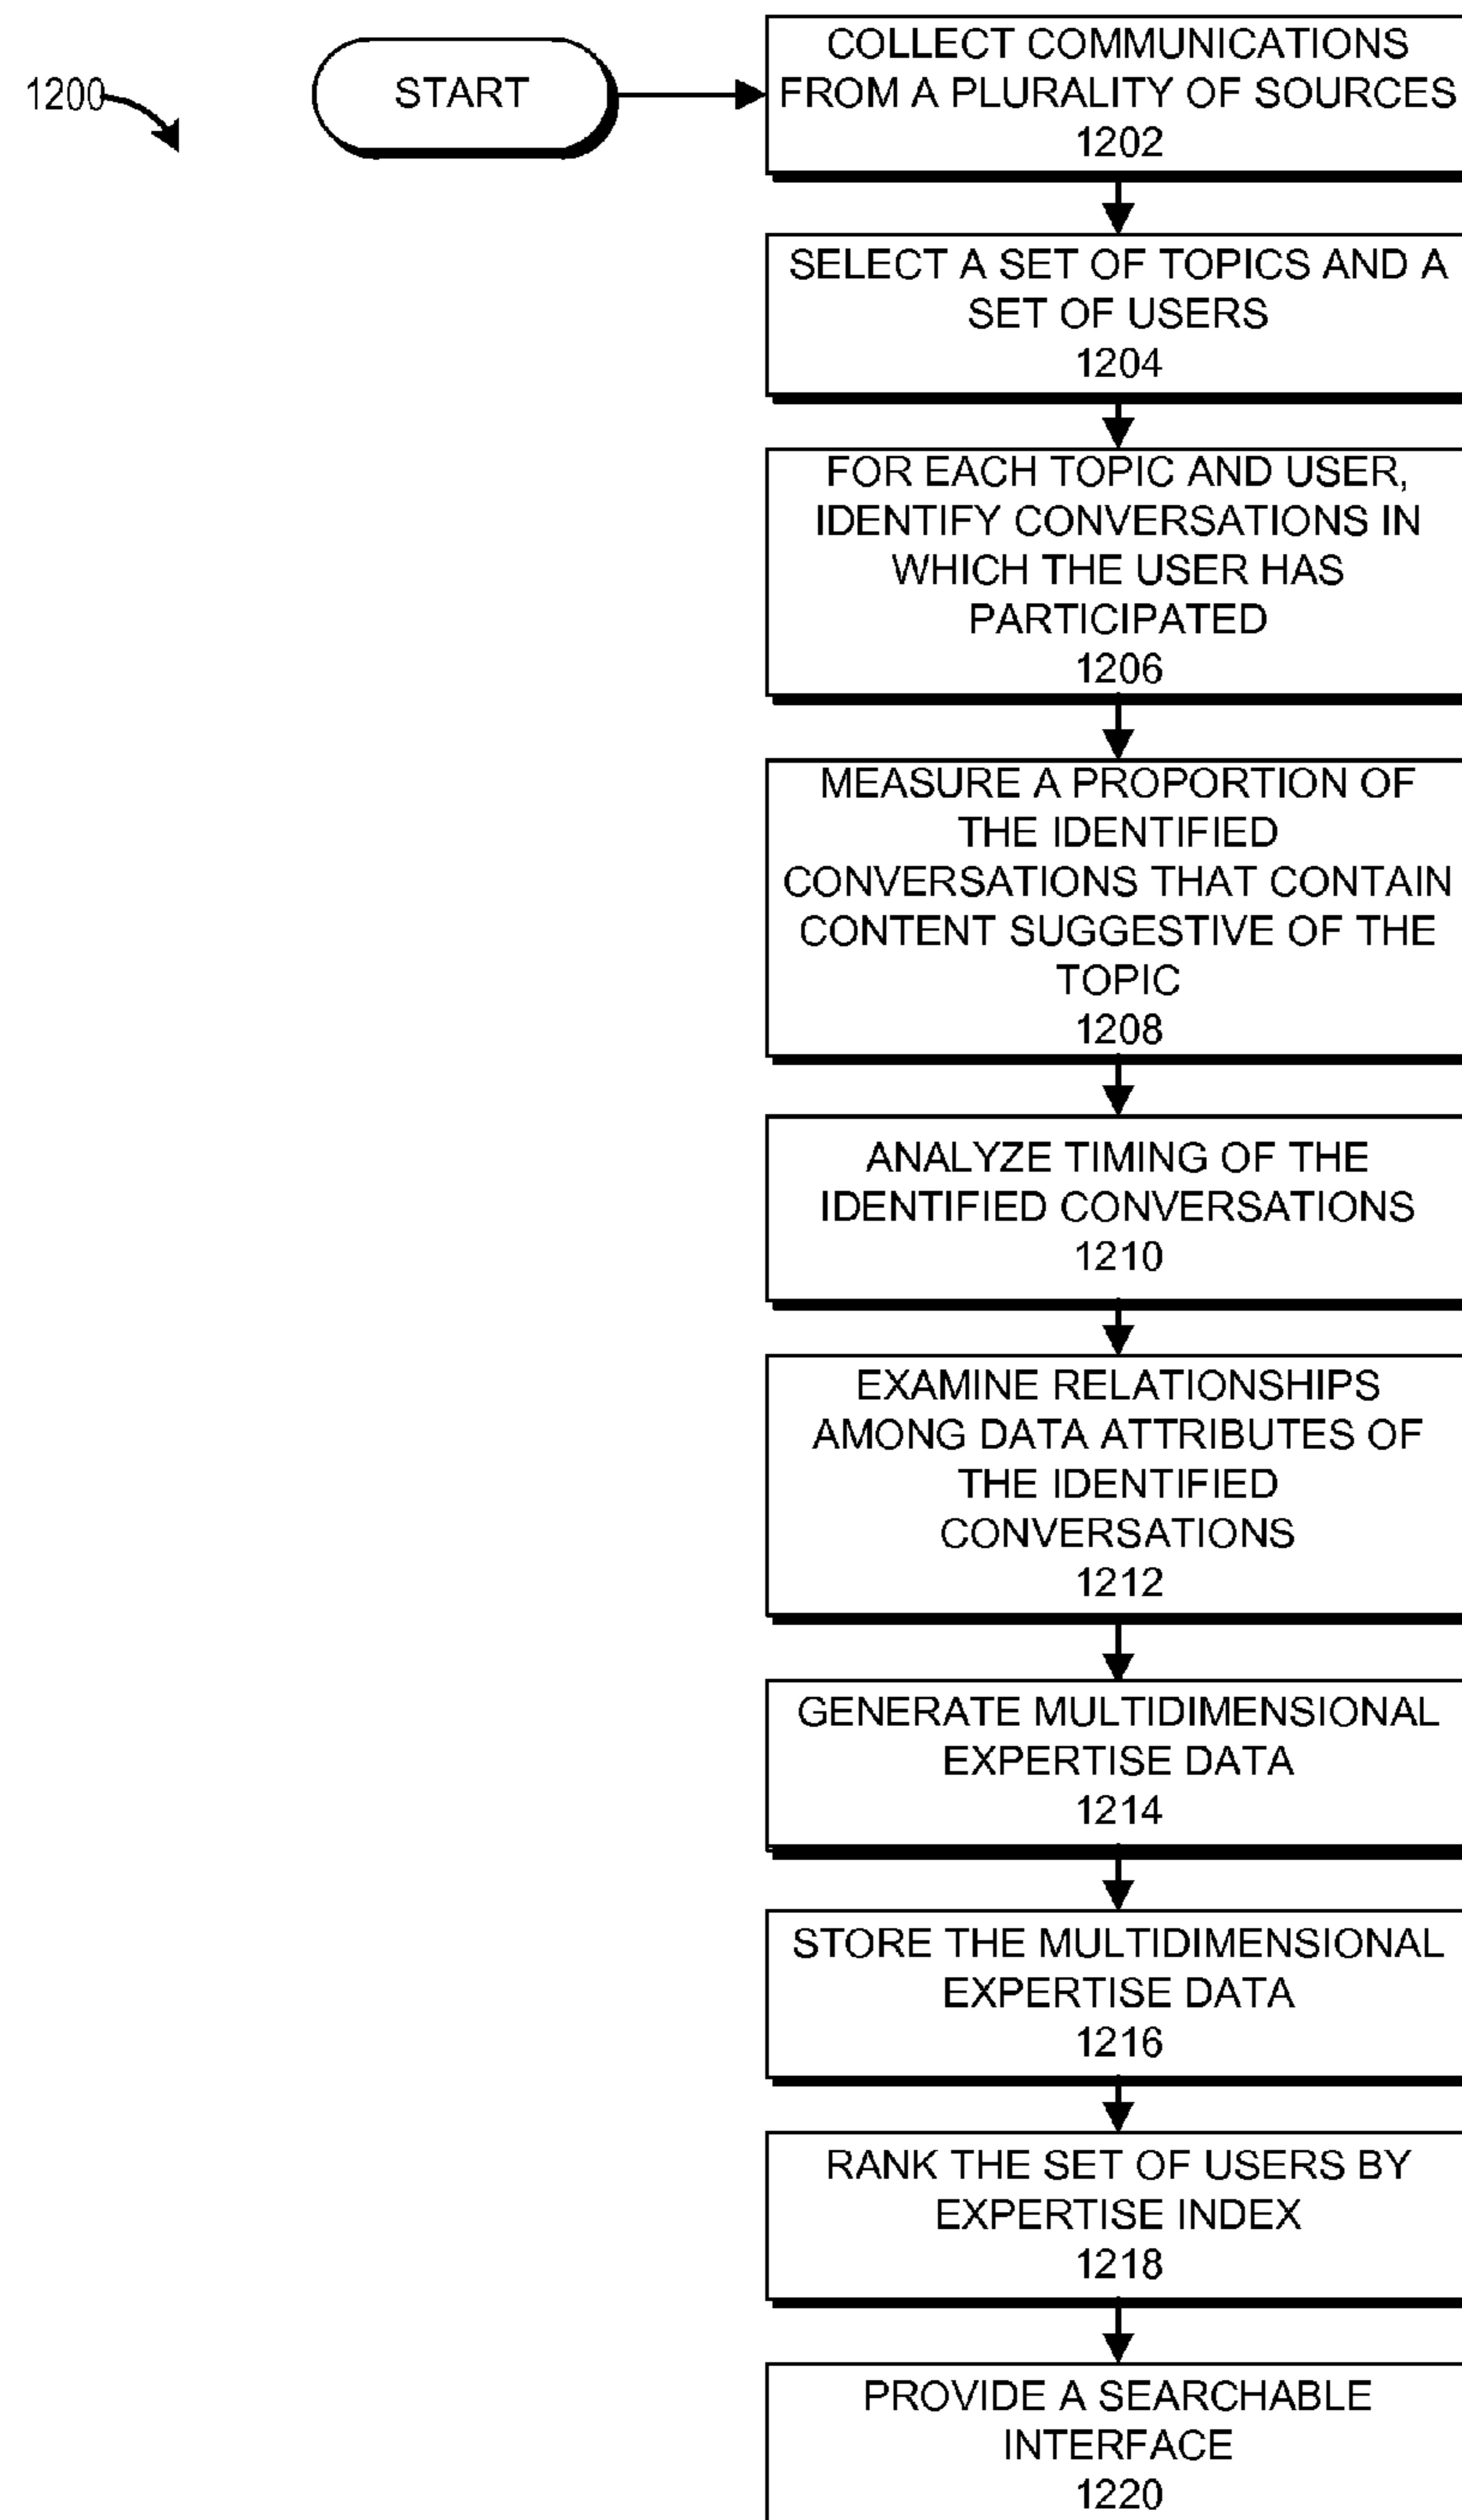 1200
START
COLLECT COMMUNICATIONS
FROM A PLURALITY OF SOURCES
1202
SELECT A SET OF TOPICS AND A
SET OF USERS
1204
FOR EACH TOPIC AND USER,
IDENTIFY CONVERSATIONS IN
WHICH THE USER HAS
PARTICIPATED
1206
MEASURE A PROPORTION OF
THE IDENTIFIED
CONVERSATIONS THAT CONTAIN
CONTENT SUGGESTIVE OF THE
TOPIC
1208
ANALYZE TIMING OF THE
IDENTIFIED CONVERSATIONS
1210
EXAMINE RELATIONSHIPS
AMONG DATA ATTRIBUTES OF
THE IDENTIFIED
CONVERSATIONS
1212
GENERATE MULTIDIMENSIONAL
EXPERTISE DATA
1214
STORE THE MULTIDIMENSIONAL
EXPERTISE DATA
1216
RANK THE SET OF USERS BY
EXPERTISE INDEX
1218
PROVIDE A SEARCHABLE
INTERFACE
1220